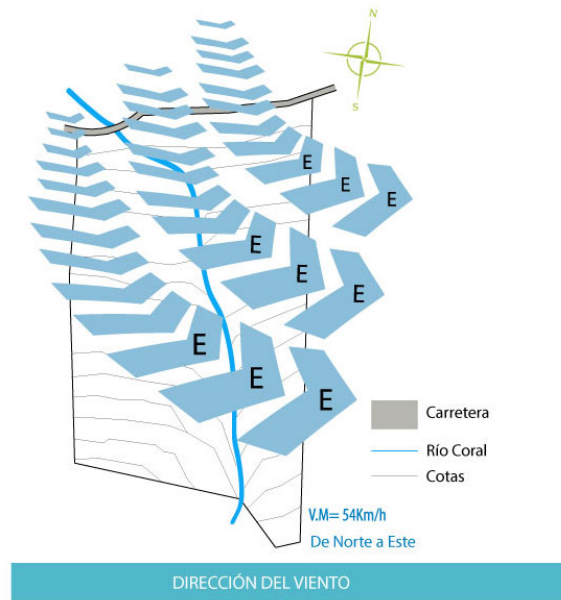 N
S
E
E
E
E
E
E
E
E
E
Carretera
Río Coral
Cotas
V.M= 54Km/h
De Norte a Este
DIRECCIÓN DEL VIENTO